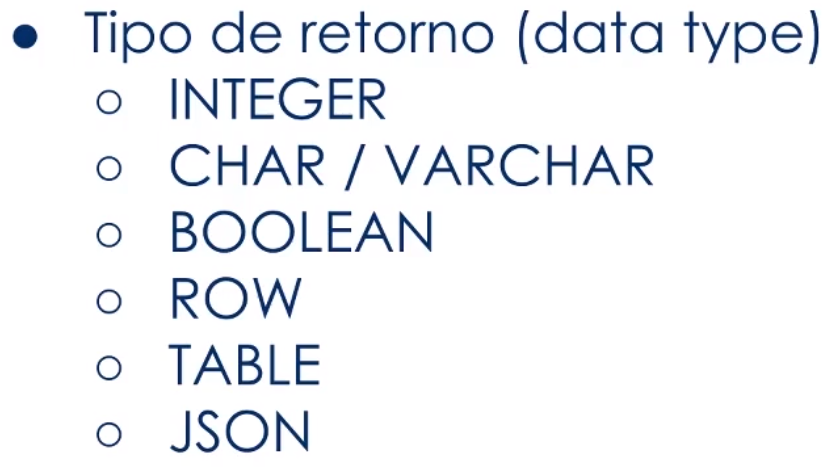 ● Tipo de retorno (data type)
○ INTEGER
○ CHAR / VARCHAR
○ BOOLEAN
○ ROW
○ TABLE
○ JSON